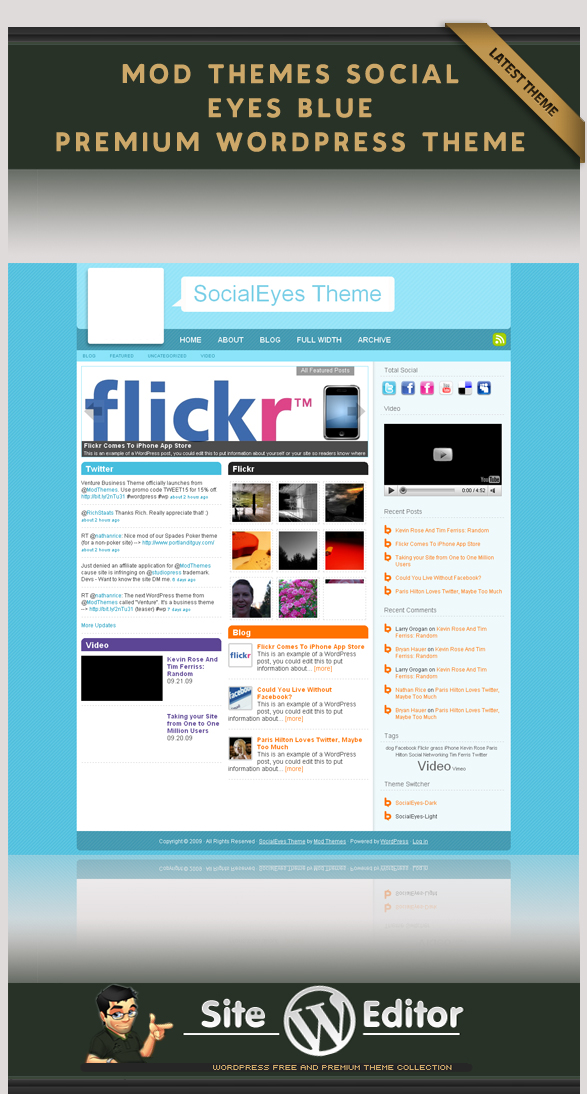 MOD THEMES SOCIAL
EYES BLUE
PREMIUM WORDPRESS THEME
LATEST THEME
SocialEyes Theme
HOME ABOUT BLOG FULL WIDTH ARCHIVE
BLOG FEATURED UNCATEGORIZED VIDEO
All Featured Posts
flickr™
Flickr Comes To iPhone App Store
This is an example of a WordPress post, you could edit this to put information about yourself or your site so readers know where
Twitter
Venture Business Theme officially launches from
@ModThemes. Use promo code TWEET15 for 15% off.
http://bit.ly/2nTu31 #wordpress #wp about 2 hours ago
@RichStaats Thanks Rich. Really appreciate that! :)
about 2 hours ago
RT @nathanrice: Nice mod of our Spades Poker theme
(for a non-poker site) --> http://www.portlanditguy.com/
about 2 hours ago
Just denied an affiliate application for @ModThemes
cause site is infringing on @studiopress trademark.
Devs - Want to know the site DM me. 6 days ago
RT @nathanrice: The new WordPress theme from
@ModThemes called "Venture". It's a business theme
--> http://bit.ly/2nTu31 (teaser) #wp 7 days ago
More Updates
Video
Kevin Rose And
Tim Ferriss:
Random
09.21.09
Taking your Site
from One to One
Million Users
09.20.09
Flickr
Blog
flickr
Flickr Comes To iPhone App Store
This is an example of a WordPress
post, you could edit this to put
information about... [more]
facebook
Could You Live Without
Facebook?
This is an example of a WordPress
post, you could edit this to put
information about... [more]
Paris Hilton Loves Twitter, Maybe
Too Much
This is an example of a WordPress
post, you could edit this to put
information about... [more]
Total Social
Video
YouTube
0:00 / 4:52
Recent Posts
Kevin Rose And Tim Ferriss: Random
Flickr Comes To iPhone App Store
Taking your Site from One to One Million
Users
Could You Live Without Facebook?
Paris Hilton Loves Twitter, Maybe Too Much
Recent Comments
Larry Grogan on Kevin Rose And Tim
Ferriss: Random
Bryan Hauer on Kevin Rose And Tim
Ferriss: Random
Larry Grogan on Kevin Rose And Tim
Ferriss: Random
Nathan Rice on Paris Hilton Loves Twitter,
Maybe Too Much
Bryan Hauer on Paris Hilton Loves Twitter,
Maybe Too Much
Tags
dog Facebook Flickr grass iPhone Kevin Rose Paris
Hilton Social Networking Tim Ferriss Twitter
Video Vimeo
Theme Switcher
SocialEyes-Dark
SocialEyes-Light
Copyright © 2009 · All Rights Reserved · SocialEyes Theme by Mod Themes · Powered by WordPress · Log in
Site Editor
WORDPRESS FREE AND PREMIUM THEME COLLECTION